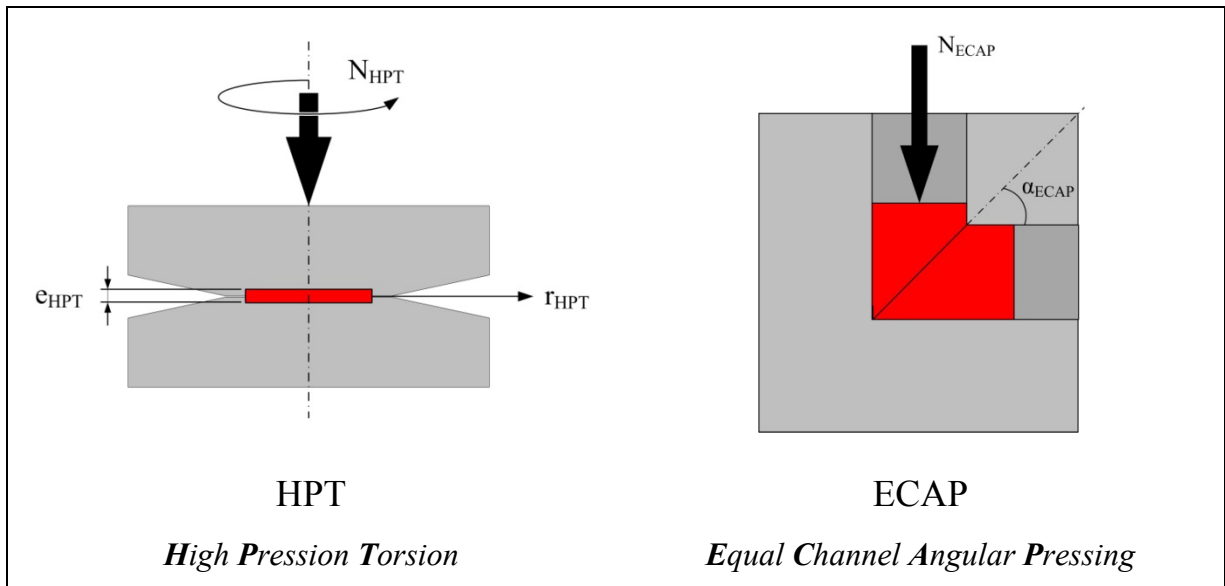 N_HPT
e_HPT
r_HPT
HPT
High Pression Torsion
N_ECAP
α_ECAP
ECAP
Equal Channel Angular Pressing